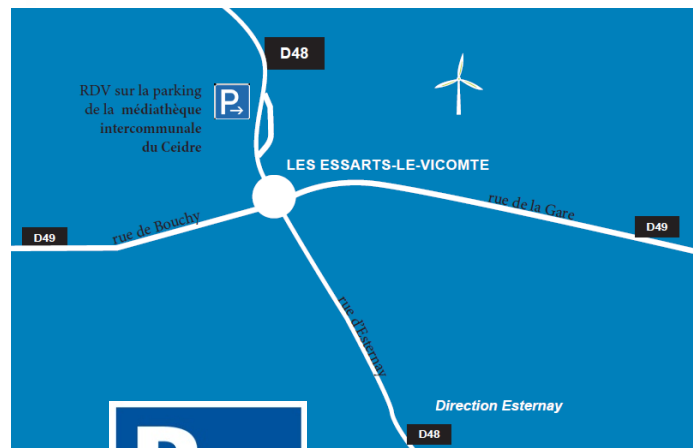 D48
RDV sur la parking
de la médiathèque
intercommunale
du Ceidre
P
LES ESSARTS-LE-VICOMTE
rue de Bouchy
rue de la Gare
D49
D49
rue d'Esternay
Direction Esternay
D48
P